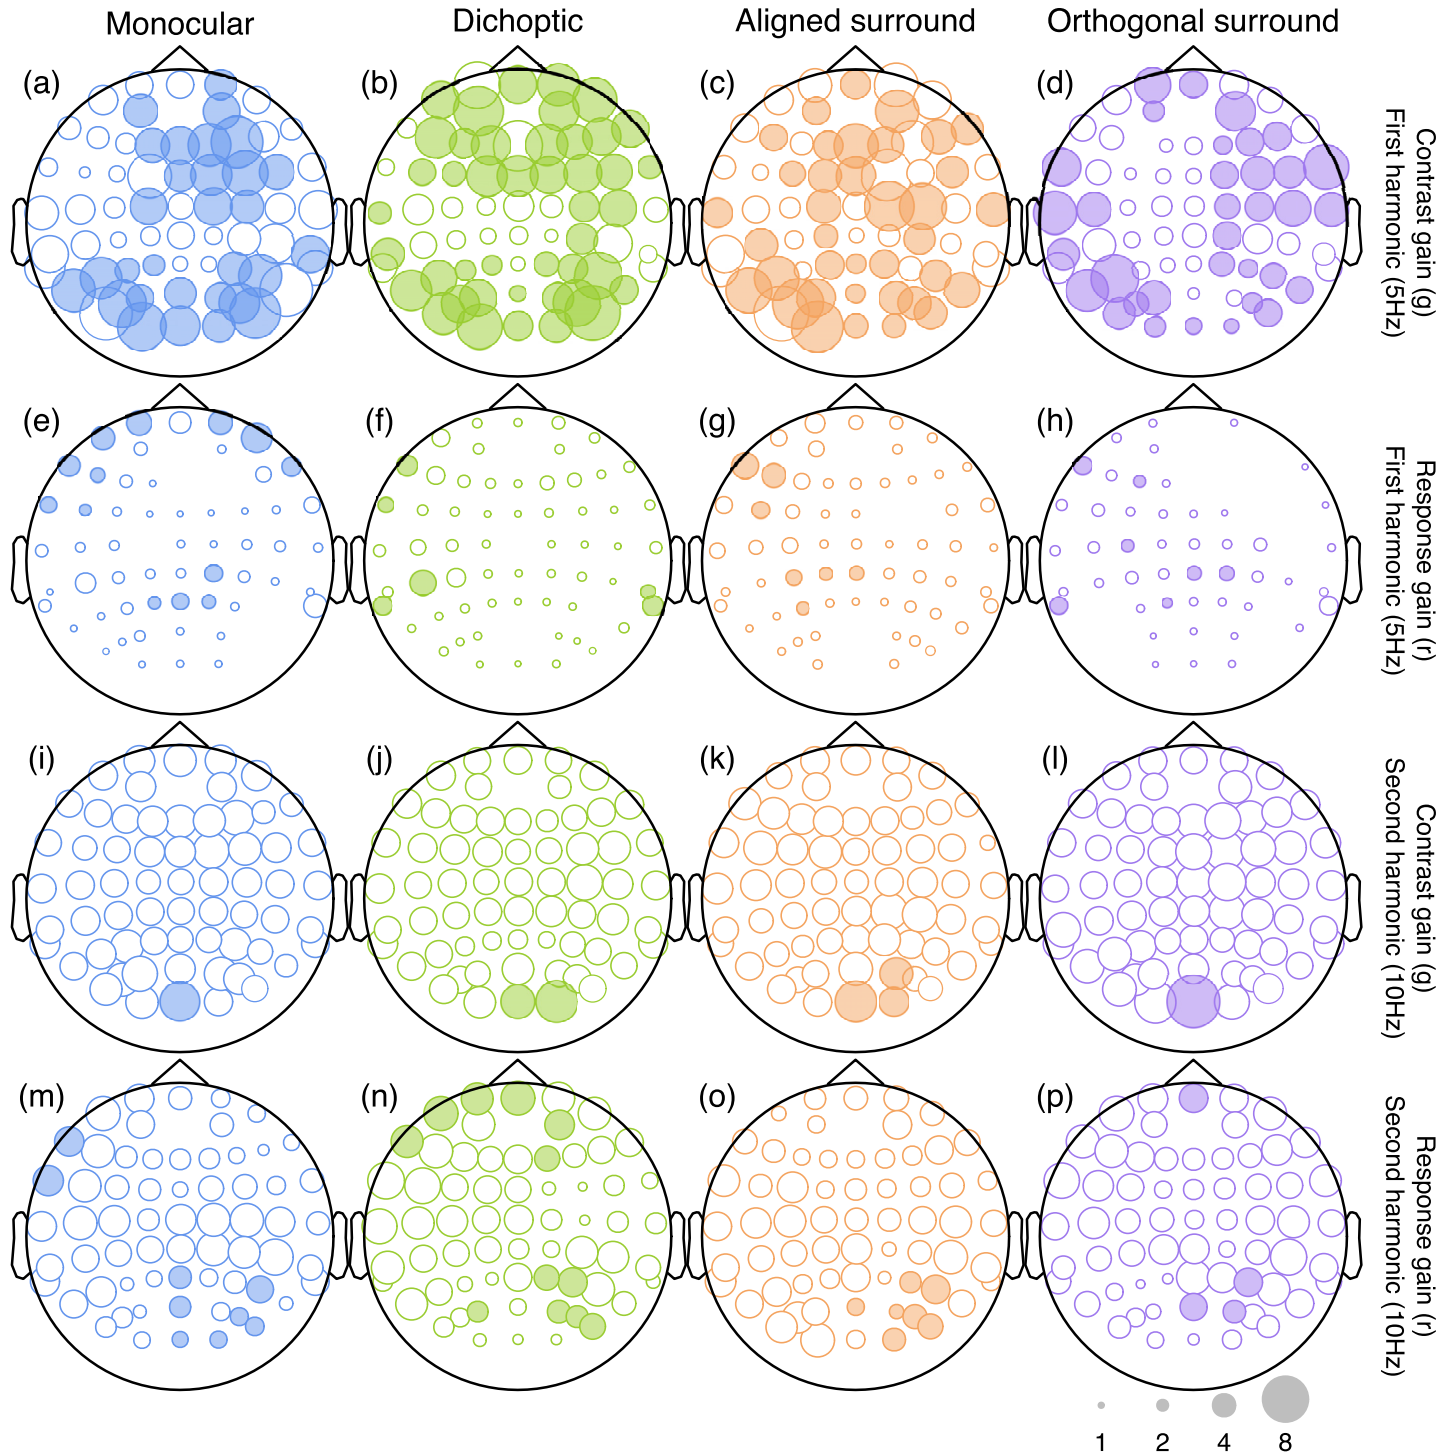 Monocular
Dichoptic
Aligned surround
Orthogonal surround
(a)
(b)
(c)
(d)
Contrast gain (g)
First harmonic (5Hz)
(e)
(f)
(g)
(h)
Response gain (r)
First harmonic (5Hz)
(i)
(j)
(k)
(l)
Contrast gain (g)
Second harmonic (10Hz)
(m)
(n)
(o)
(p)
Response gain (r)
Second harmonic (10Hz)
1
2
4
8